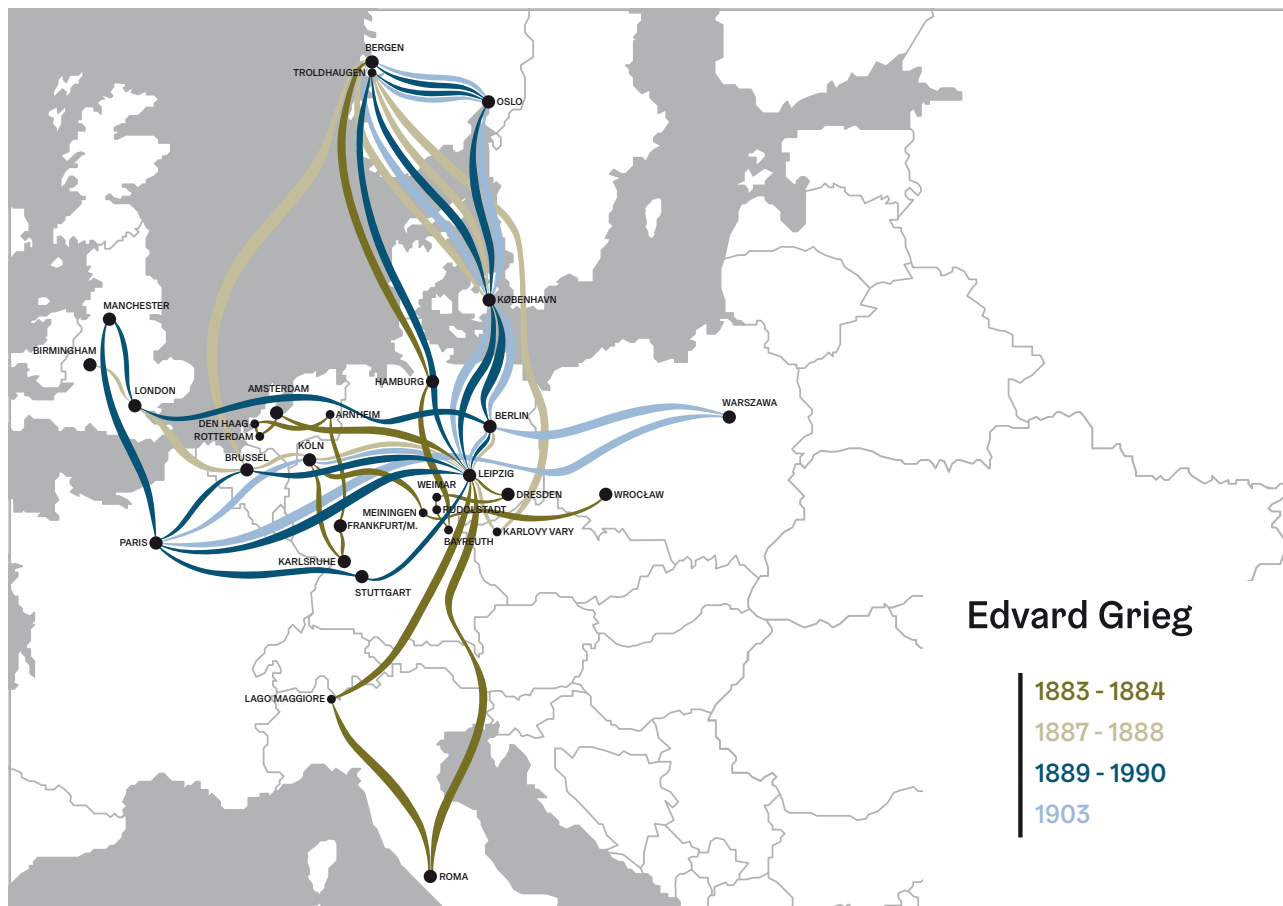 BERGEN
TROLDHAUGEN
OSLO
KØBENHAVN
MANCHESTER
BIRMINGHAM
LONDON
HAMBURG
AMSTERDAM
ARNHEIM
DEN HAAG
ROTTERDAM
BERLIN
WARSZAWA
KÖLN
BRUSSEL
LEIPZIG
WEIMAR
DRESDEN
WROCŁAW
MEININGEN
RUDOLSTADT
FRANKFURT/M.
KARLOVY VARY
BAYREUTH
PARIS
KARLSRUHE
STUTTGART
LAGO MAGGIORE
ROMA
Edvard Grieg
1883 - 1884
1887 - 1888
1889 - 1990
1903